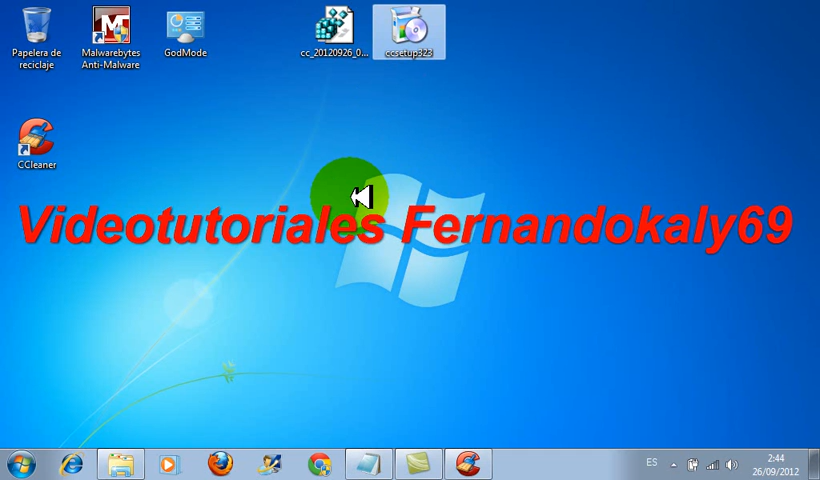 Papelera de
reciclaje
Malwarebytes
Anti-Malware
GodMode
cc_20120926_0...
ccsetup323
CCleaner
Videotutoriales Fernandokaly69
ES
2:44
26/09/2012